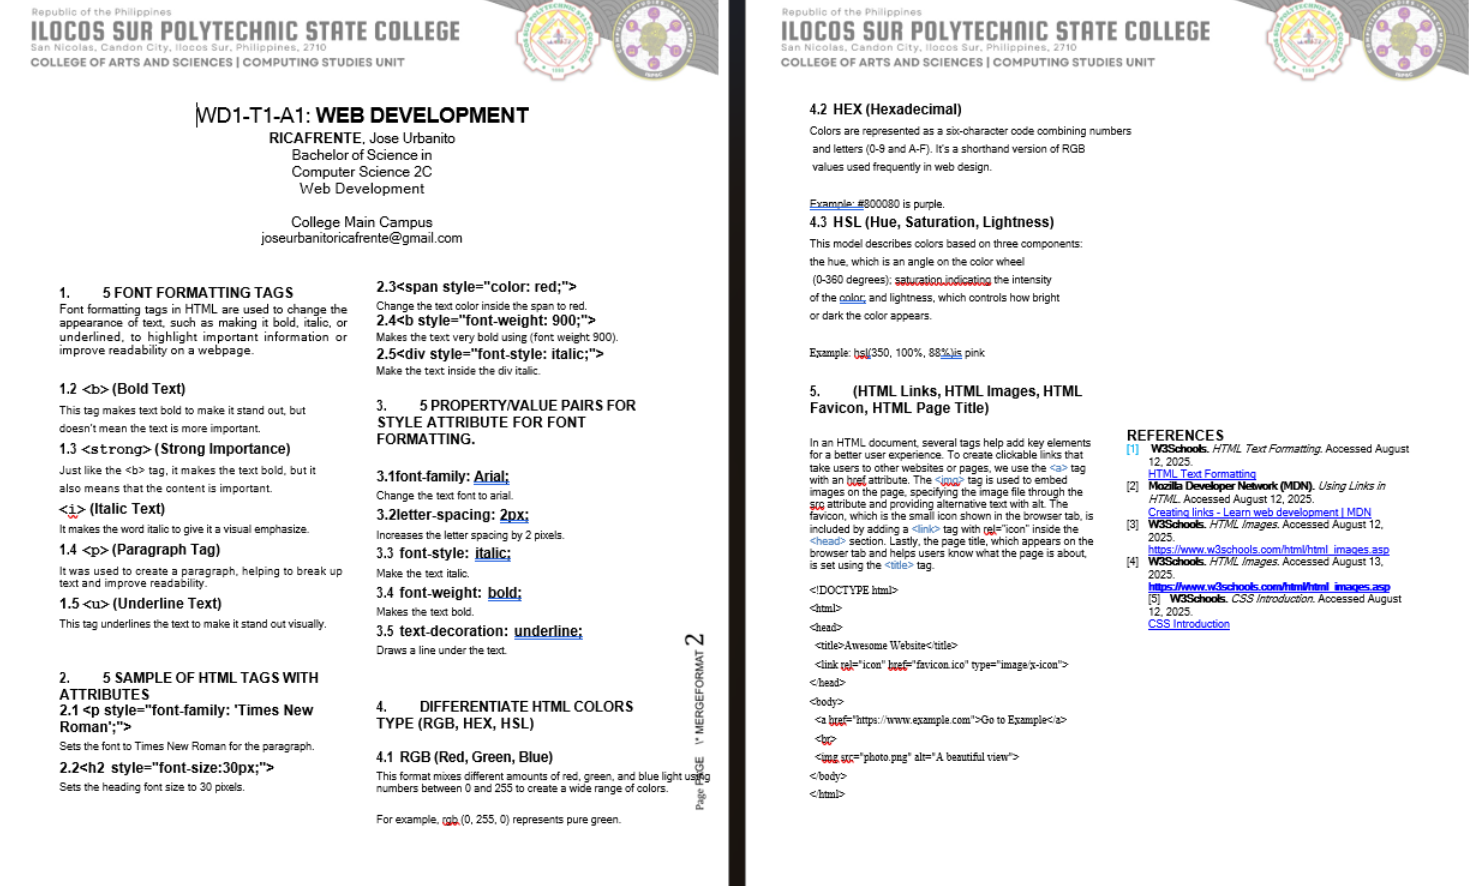 Republic of the Philippines
ILOCOS SUR POLYTECHNIC STATE COLLEGE
San Nicolas, Candon City, Ilocos Sur, Philippines, 2710
COLLEGE OF ARTS AND SCIENCES | COMPUTING STUDIES UNIT
WD1-T1-A1: WEB DEVELOPMENT
RICAFRENTE, Jose Urbanito
Bachelor of Science in
Computer Science 2C
Web Development
College Main Campus
joseurbanitoricafrente@gmail.com
1. 5 FONT FORMATTING TAGS
Font formatting tags in HTML are used to change the
appearance of text, such as making it bold, italic, or
underlined, to highlight important information or
improve readability on a webpage.
1.2 <b> (Bold Text)
This tag makes text bold to make it stand out, but
doesn't mean the text is more important.
1.3 <strong> (Strong Importance)
Just like the <b> tag, it makes the text bold, but it
also means that the content is important.
<i> (Italic Text)
It makes the word italic to give it a visual emphasize.
1.4 <p> (Paragraph Tag)
It was used to create a paragraph, helping to break up
text and improve readability.
1.5 <u> (Underline Text)
This tag underlines the text to make it stand out visually.
2. 5 SAMPLE OF HTML TAGS WITH
ATTRIBUTES
2.1 <p style="font-family: 'Times New
Roman';">
Sets the font to Times New Roman for the paragraph.
2.2<h2 style="font-size:30px;">
Sets the heading font size to 30 pixels.
2.3<span style="color: red;">
Change the text color inside the span to red.
2.4<b style="font-weight: 900;">
Makes the text very bold using (font weight 900).
2.5<div style="font-style: italic;">
Make the text inside the div italic.
3. 5 PROPERTY/VALUE PAIRS FOR
STYLE ATTRIBUTE FOR FONT
FORMATTING.
3.1font-family: Arial;
Change the text font to arial.
3.2letter-spacing: 2px;
Increases the letter spacing by 2 pixels.
3.3 font-style: italic;
Make the text italic.
3.4 font-weight: bold;
Makes the text bold.
3.5 text-decoration: underline;
Draws a line under the text.
4. DIFFERENTIATE HTML COLORS
TYPE (RGB, HEX, HSL)
4.1 RGB (Red, Green, Blue)
This format mixes different amounts of red, green, and blue light using
numbers between 0 and 255 to create a wide range of colors.
For example, rgb (0, 255, 0) represents pure green.
Page PAGE \* MERGEFORMAT 2
Republic of the Philippines
ILOCOS SUR POLYTECHNIC STATE COLLEGE
San Nicolas, Candon City, Ilocos Sur, Philippines, 2710
COLLEGE OF ARTS AND SCIENCES | COMPUTING STUDIES UNIT
4.2 HEX (Hexadecimal)
Colors are represented as a six-character code combining numbers
and letters (0-9 and A-F). It's a shorthand version of RGB
values used frequently in web design.
Example: #800080 is purple.
4.3 HSL (Hue, Saturation, Lightness)
This model describes colors based on three components:
the hue, which is an angle on the color wheel
(0-360 degrees); saturation,indicating the intensity
of the color; and lightness, which controls how bright
or dark the color appears.
Example: hsl(350, 100%, 88%)is pink
5. (HTML Links, HTML Images, HTML
Favicon, HTML Page Title)
In an HTML document, several tags help add key elements
for a better user experience. To create clickable links that
take users to other websites or pages, we use the <a> tag
with an href attribute. The <img> tag is used to embed
images on the page, specifying the image file through the
src attribute and providing alternative text with alt. The
favicon, which is the small icon shown in the browser tab, is
included by adding a <link> tag with rel="icon" inside the
<head> section. Lastly, the page title, which appears on the
browser tab and helps users know what the page is about,
is set using the <title> tag.
<!DOCTYPE html>
<html>
<head>
<title>Awesome Website</title>
<link rel="icon" href="favicon.ico" type="image/x-icon">
</head>
<body>
<a href="https://www.example.com">Go to Example</a>
<br>
<img src="photo.png" alt="A beautiful view">
</body>
</html>
REFERENCES
[1] W3Schools. HTML Text Formatting. Accessed August
12, 2025.
HTML Text Formatting
[2] Mozilla Developer Network (MDN). Using Links in
HTML. Accessed August 12, 2025.
Creating links - Learn web development | MDN
[3] W3Schools. HTML Images. Accessed August 12,
2025.
https://www.w3schools.com/html/html_images.asp
[4] W3Schools. HTML Images. Accessed August 13,
2025.
https://www.w3schools.com/html/html_images.asp
[5] W3Schools. CSS Introduction. Accessed August
12, 2025.
CSS Introduction